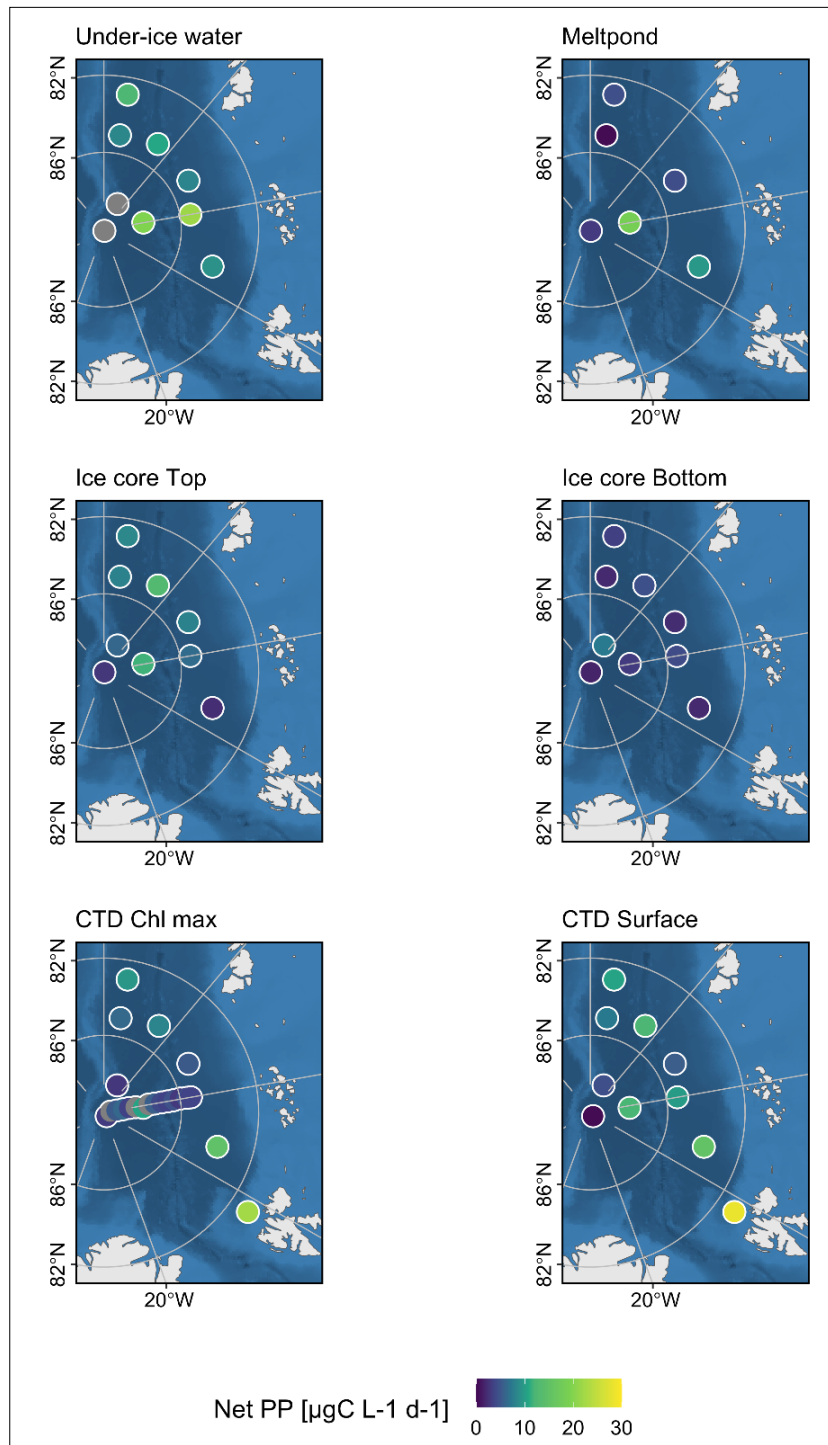 Under-ice water
Meltpond
82°N
86°N
86°N
82°N
20°W
82°N
86°N
86°N
82°N
20°W
Ice core Top
Ice core Bottom
82°N
86°N
86°N
82°N
20°W
82°N
86°N
86°N
82°N
20°W
CTD Chl max
CTD Surface
82°N
86°N
86°N
82°N
20°W
82°N
86°N
86°N
82°N
20°W
Net PP [µgC L-1 d-1]
0 10 20 30